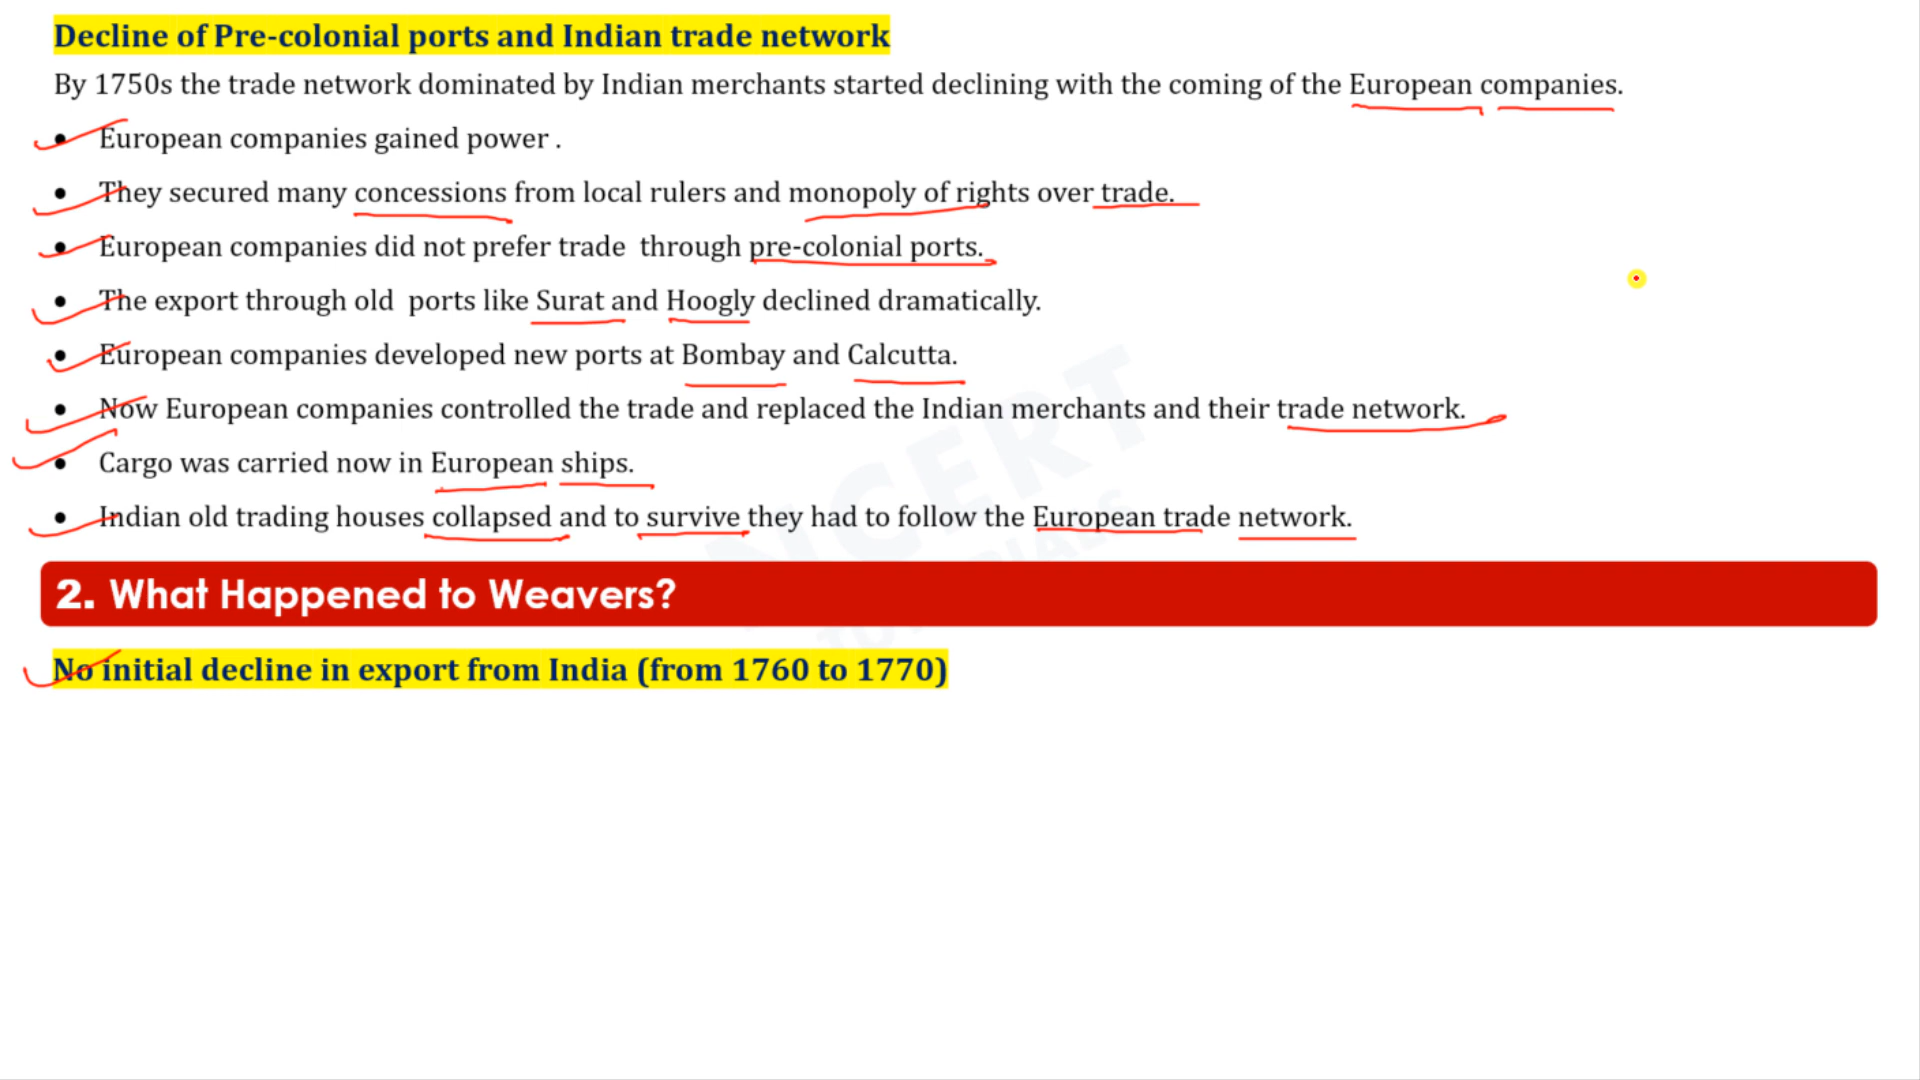 Decline of Pre-colonial ports and Indian trade network
By 1750s the trade network dominated by Indian merchants started declining with the coming of the European companies.
• European companies gained power .
• They secured many concessions from local rulers and monopoly of rights over trade.
• European companies did not prefer trade through pre-colonial ports.
• The export through old ports like Surat and Hoogly declined dramatically.
• European companies developed new ports at Bombay and Calcutta.
• Now European companies controlled the trade and replaced the Indian merchants and their trade network.
• Cargo was carried now in European ships.
• Indian old trading houses collapsed and to survive they had to follow the European trade network.
NCERT
2. What Happened to Weavers?
No initial decline in export from India (from 1760 to 1770)